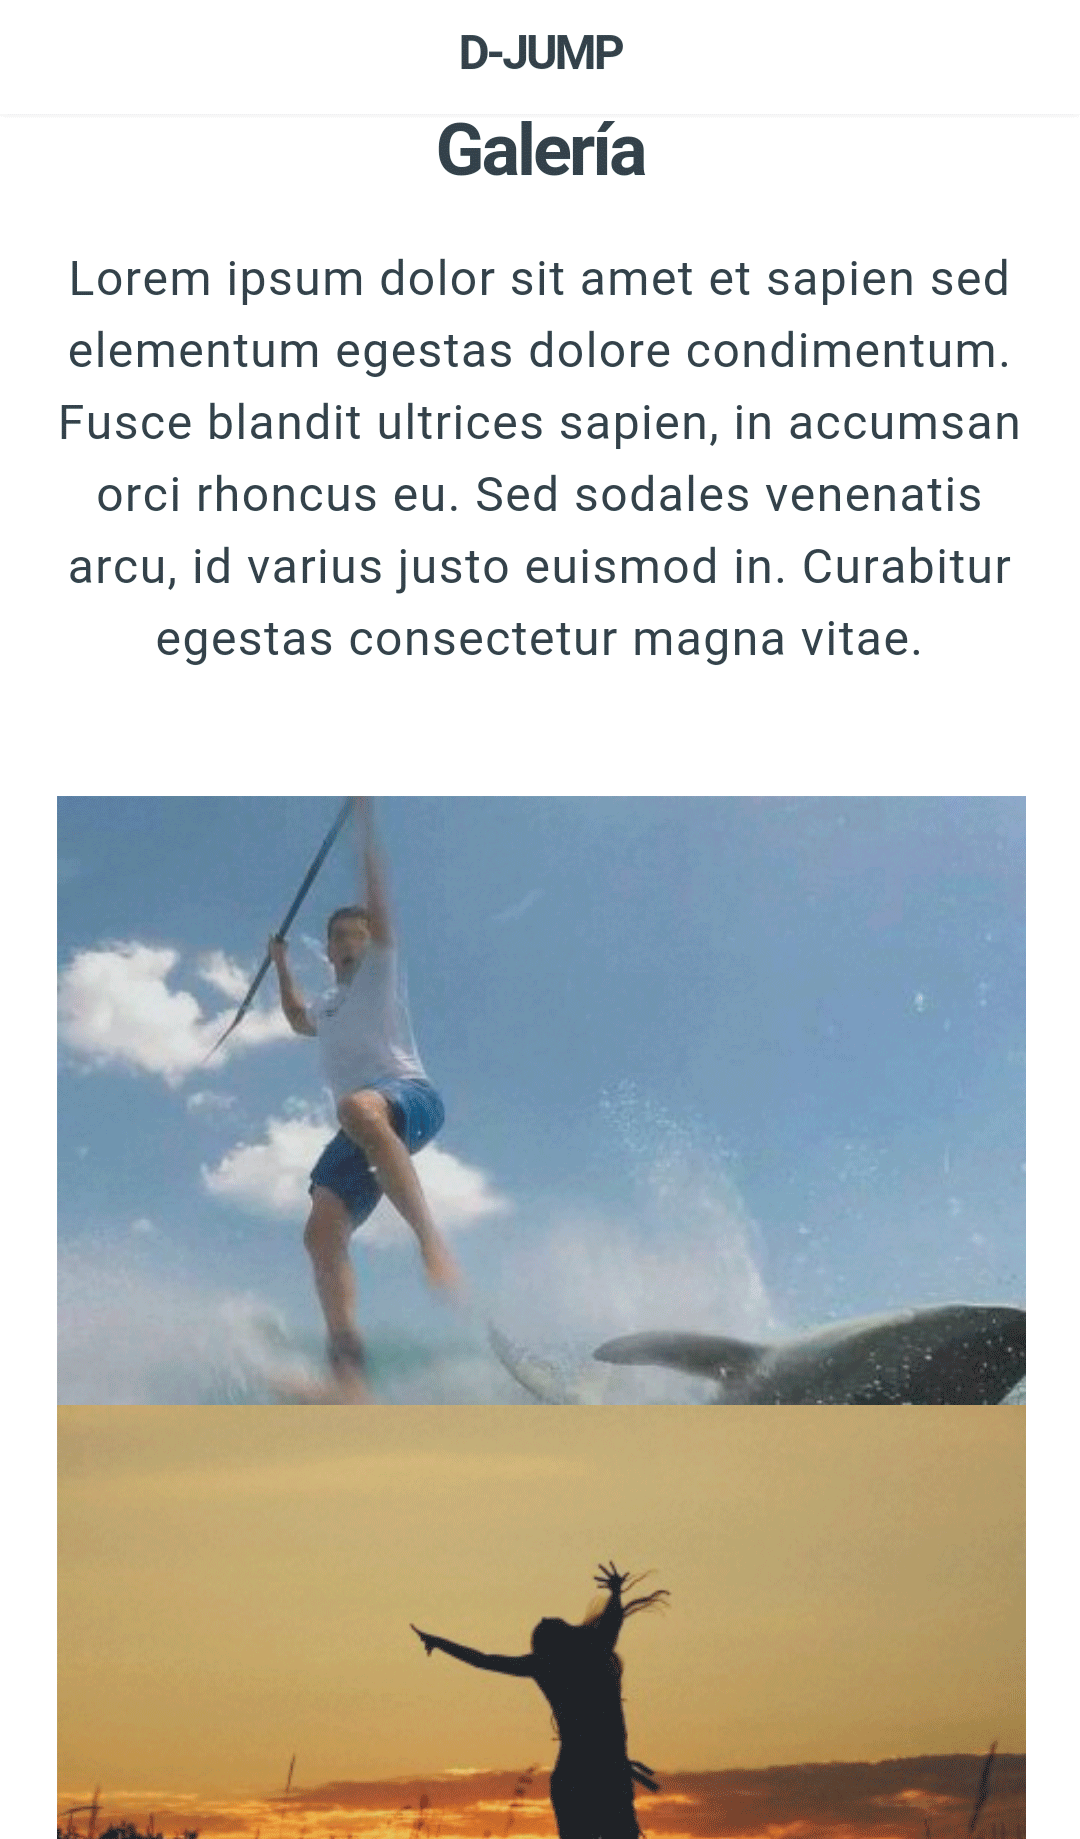 D-JUMP
Galería
Lorem ipsum dolor sit amet et sapien sed
elementum egestas dolore condimentum.
Fusce blandit ultrices sapien, in accumsan
orci rhoncus eu. Sed sodales venenatis
arcu, id varius justo euismod in. Curabitur
egestas consectetur magna vitae.